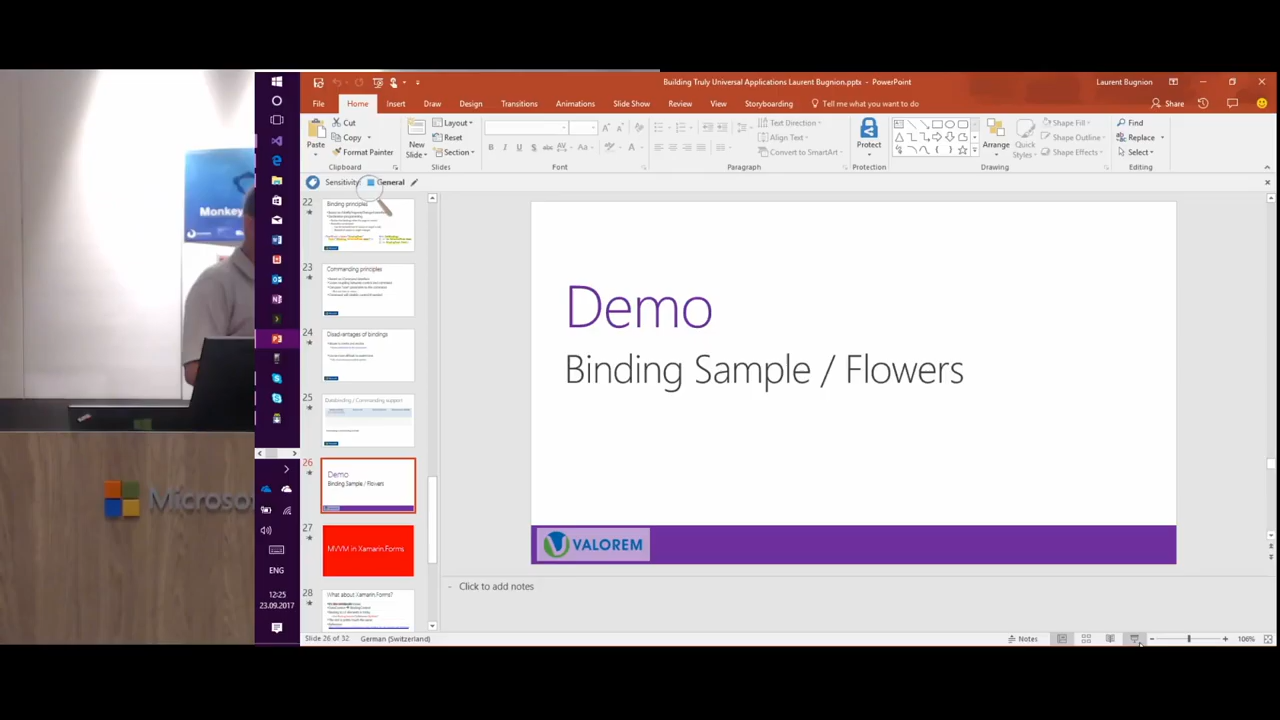 Monkey
Microso
Building Truly Universal Applications Laurent Bugnion.pptx - PowerPoint
Laurent Bugnion
File Home Insert Draw Design Transitions Animations Slide Show Review View Storyboarding Tell me what you want to do
Share
Paste
Cut
Copy
Format Painter
Clipboard
New
Slide
Layout
Reset
Section
Slides
Font
Text Direction
Align Text
Convert to SmartArt
Paragraph
Protect
Protection
Arrange
Quick
Styles
Shape Fill
Shape Outline
Shape Effects
Drawing
Find
Replace
Select
Editing
Sensitivity: General
22
Binding principles
23
Commanding principles
24
Disadvantages of bindings
25
Databinding / Commanding support
26
Demo
Binding Sample / Flowers
27
MVVM in Xamarin.Forms
28
What about Xamarin.Forms?
Demo
Binding Sample / Flowers
VALOREM
Click to add notes
ENG
12:25
23.09.2017
Slide 26 of 32 German (Switzerland)
Notes
106%